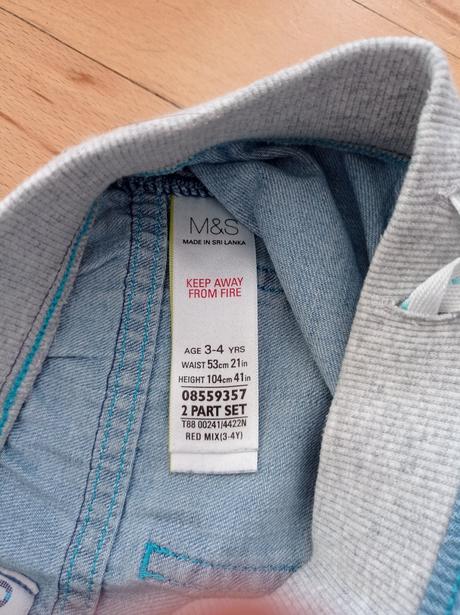 M&S
MADE IN SRI LANKA
KEEP AWAY
FROM FIRE
AGE 3-4 YRS
WAIST 53cm 21in
HEIGHT 104cm 41in
08559357
2 PART SET
T88 00241/4422N
RED MIX(3-4Y)